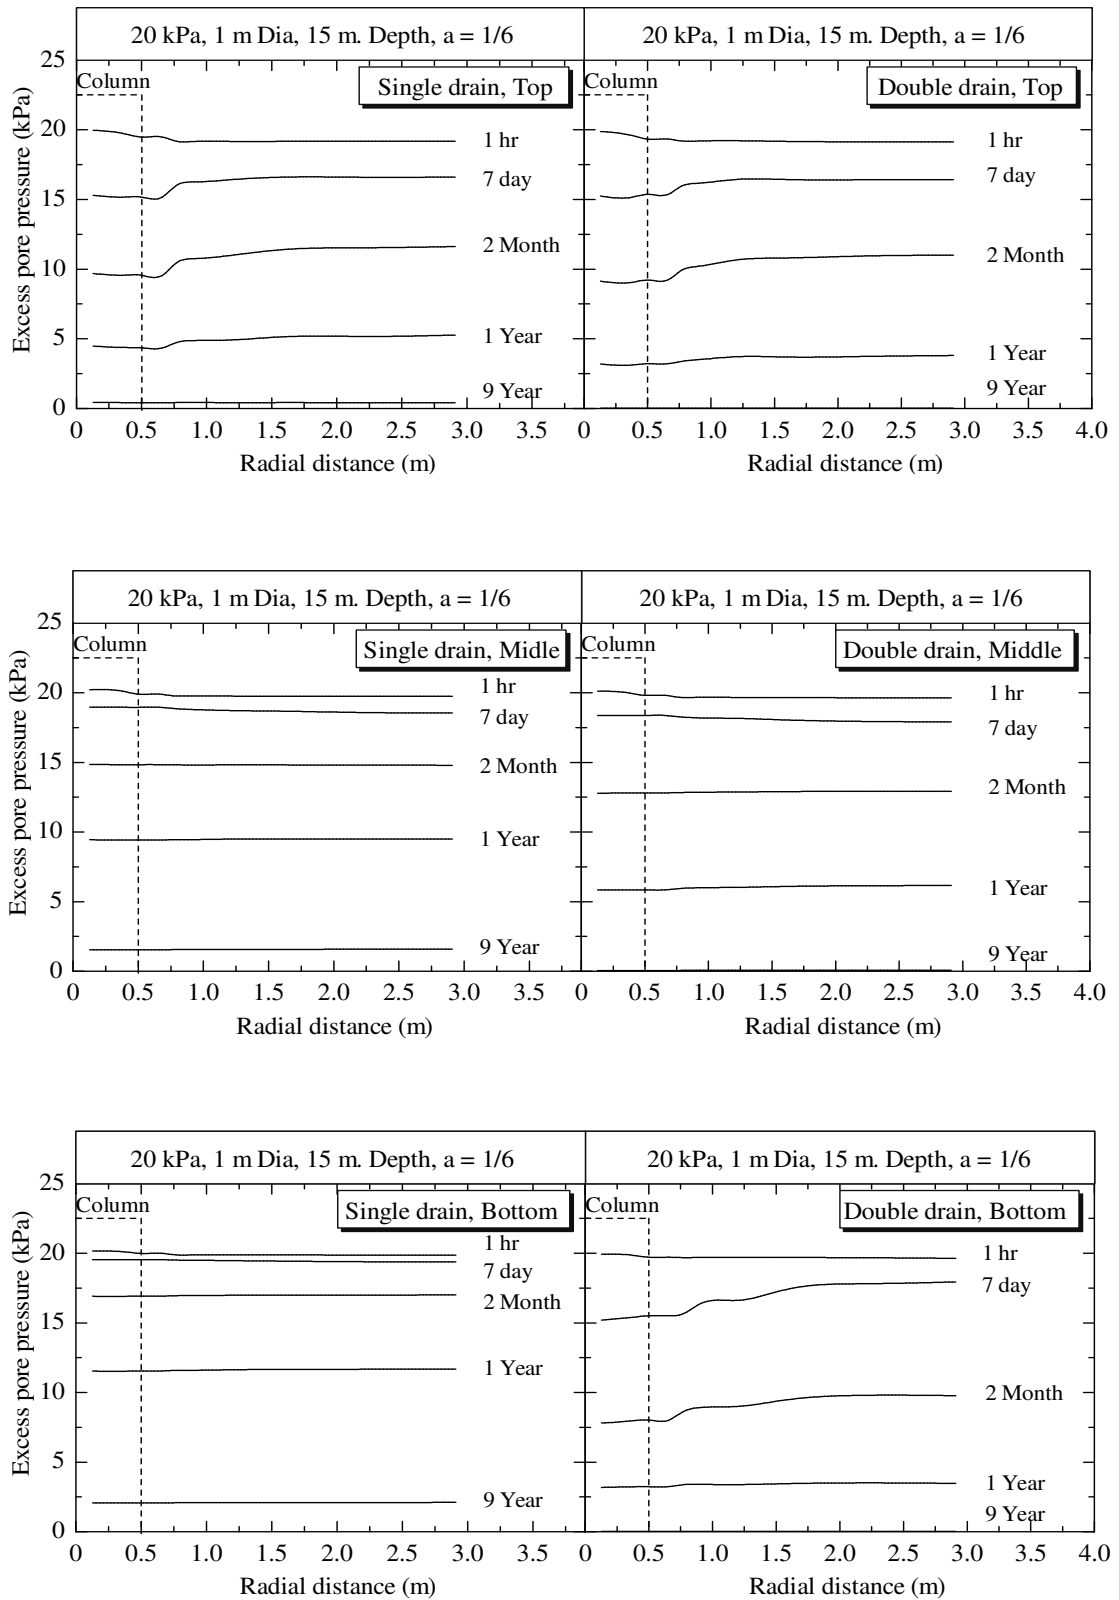 20 kPa, 1 m Dia, 15 m. Depth, a = 1/6
20 kPa, 1 m Dia, 15 m. Depth, a = 1/6
Excess pore pressure (kPa)
25
20
15
10
5
0
Column
Single drain, Top
1 hr
7 day
2 Month
1 Year
9 Year
0 0.5 1.0 1.5 2.0 2.5 3.0 3.5
Radial distance (m)
Column
Double drain, Top
1 hr
7 day
2 Month
1 Year
9 Year
0 0.5 1.0 1.5 2.0 2.5 3.0 3.5 4.0
Radial distance (m)
20 kPa, 1 m Dia, 15 m. Depth, a = 1/6
20 kPa, 1 m Dia, 15 m. Depth, a = 1/6
Excess pore pressure (kPa)
25
20
15
10
5
0
Column
Single drain, Midle
1 hr
7 day
2 Month
1 Year
9 Year
0 0.5 1.0 1.5 2.0 2.5 3.0 3.5
Radial distance (m)
Column
Double drain, Middle
1 hr
7 day
2 Month
1 Year
9 Year
0 0.5 1.0 1.5 2.0 2.5 3.0 3.5 4.0
Radial distance (m)
20 kPa, 1 m Dia, 15 m. Depth, a = 1/6
20 kPa, 1 m Dia, 15 m. Depth, a = 1/6
Excess pore pressure (kPa)
25
20
15
10
5
0
Column
Single drain, Bottom
1 hr
7 day
2 Month
1 Year
9 Year
0 0.5 1.0 1.5 2.0 2.5 3.0 3.5
Radial distance (m)
Column
Double drain, Bottom
1 hr
7 day
2 Month
1 Year
9 Year
0 0.5 1.0 1.5 2.0 2.5 3.0 3.5 4.0
Radial distance (m)